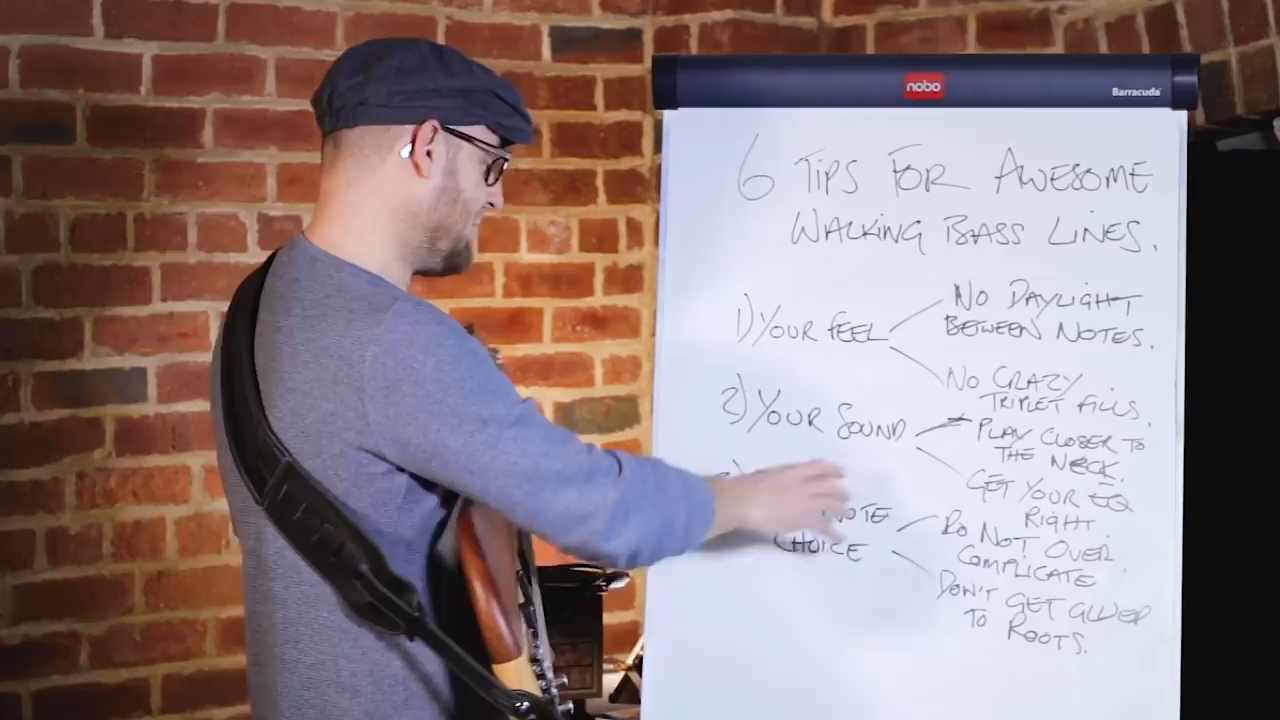 nobo
Barracuda
6 TIPS FOR AWESOME
WALKING BASS LINES.
1) YOUR FEEL
NO DAYLIGHT
BETWEEN NOTES.
NO CRAZY
TRIPLET FILLS.
2) YOUR SOUND
PLAY CLOSER TO
THE NECK.
GET YOUR EQ
RIGHT.
NOTE
CHOICE
DO NOT OVER
COMPLICATE
DON'T GET GLUED
TO ROOTS.